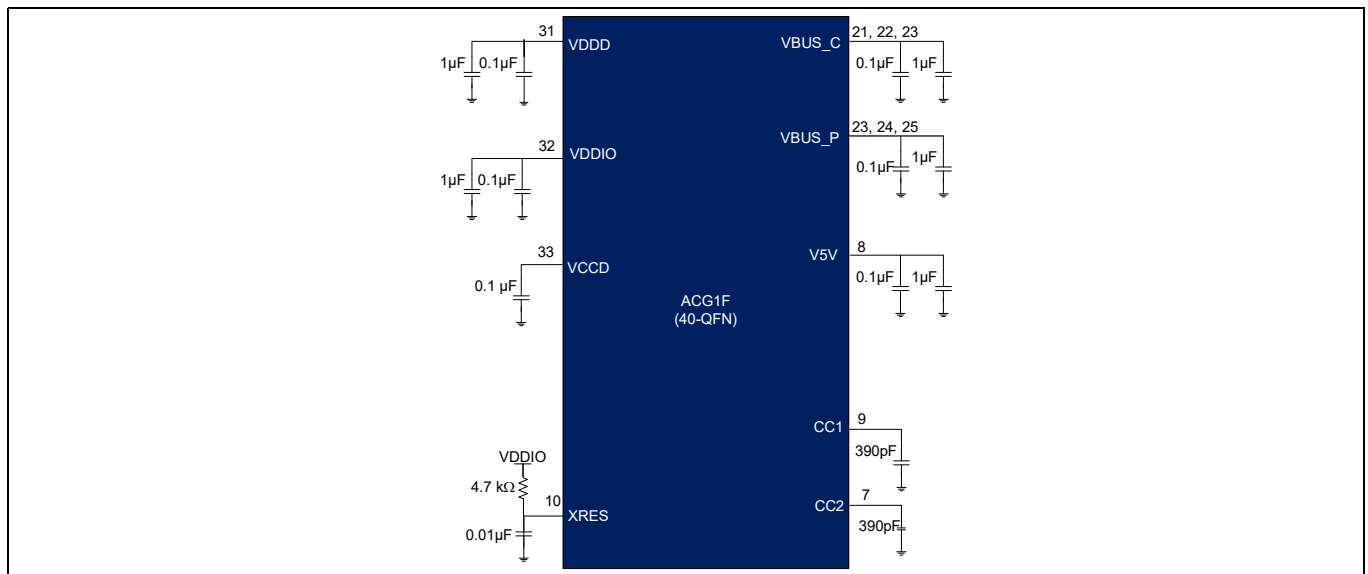 31
VDDD
1µF
0.1µF
32
VDDIO
1µF
0.1µF
33
VCCD
0.1 µF
VDDIO
4.7 kΩ
10
XRES
0.01µF
ACG1F
(40-QFN)
VBUS_C
21, 22, 23
0.1µF
1µF
VBUS_P
23, 24, 25
0.1µF
1µF
V5V
8
0.1µF
1µF
CC1
9
390pF
CC2
7
390pF